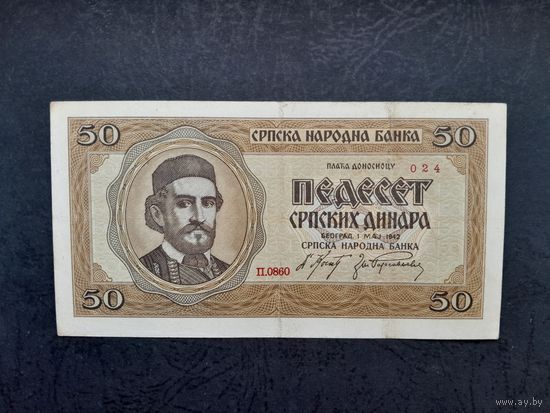 50
СРПСКА НАРОДНА БАНКА
50
ПЛАЋА ДОНОСИОЦУ
024
ПЕДЕСЕТ
СРПСКИХ ДИНАРА
БЕОГРАД, 1 МАЈ 1942
СРПСКА НАРОДНА БАНКА
П.0860
50
50
www.ay.by